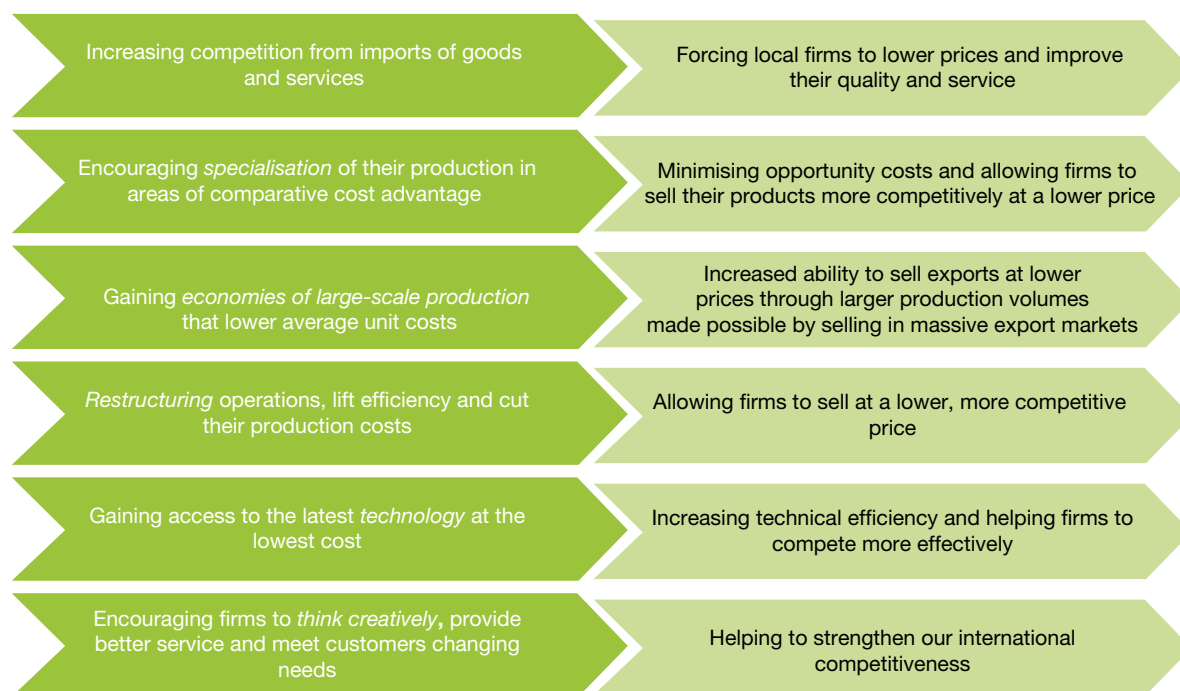 Increasing competition from imports of goods
and services
Forcing local firms to lower prices and improve
their quality and service
Encouraging specialisation of their production in
areas of comparative cost advantage
Minimising opportunity costs and allowing firms to
sell their products more competitively at a lower price
Gaining economies of large-scale production
that lower average unit costs
Increased ability to sell exports at lower
prices through larger production volumes
made possible by selling in massive export markets
Restructuring operations, lift efficiency and cut
their production costs
Allowing firms to sell at a lower, more competitive
price
Gaining access to the latest technology at the
lowest cost
Increasing technical efficiency and helping firms to
compete more effectively
Encouraging firms to think creatively, provide
better service and meet customers changing
needs
Helping to strengthen our international
competitiveness